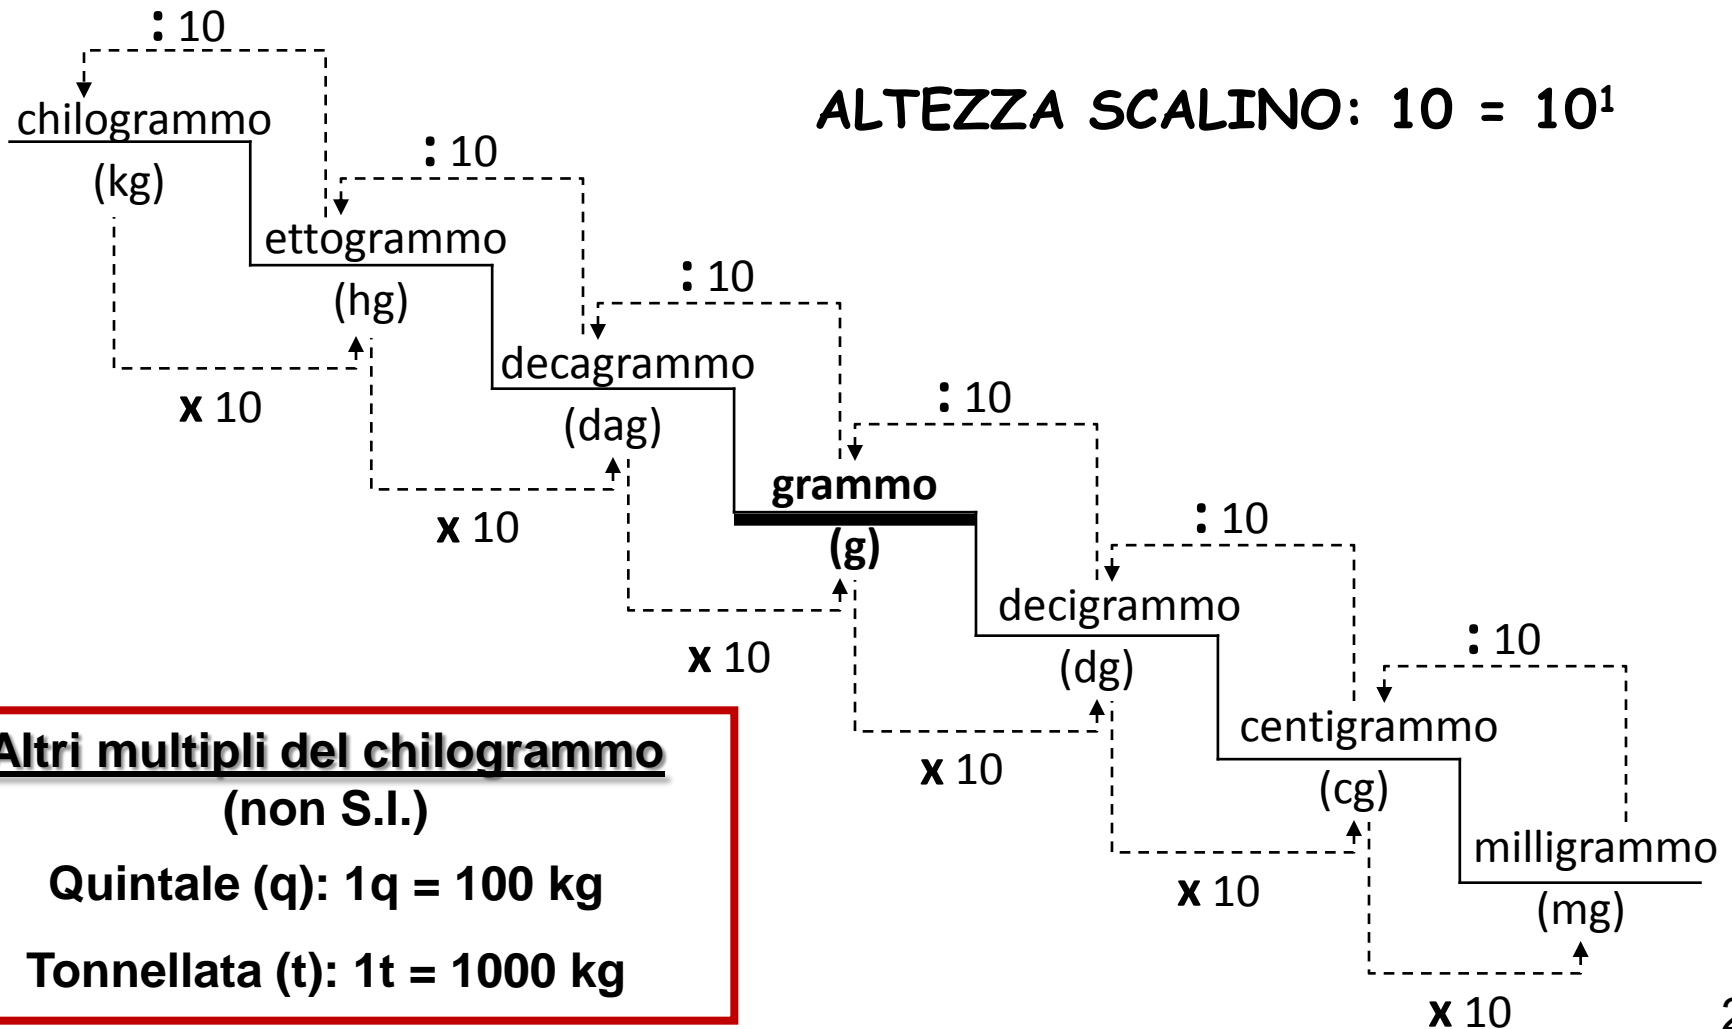 : 10
ALTEZZA SCALINO: 10 = 10¹
chilogrammo
(kg)
: 10
ettogrammo
(hg)
x 10
: 10
decagrammo
(dag)
x 10
: 10
grammo
(g)
x 10
: 10
decigrammo
(dg)
x 10
: 10
centigrammo
(cg)
x 10
milligrammo
(mg)
x 10
Altri multipli del chilogrammo
(non S.I.)
Quintale (q): 1q = 100 kg
Tonnellata (t): 1t = 1000 kg